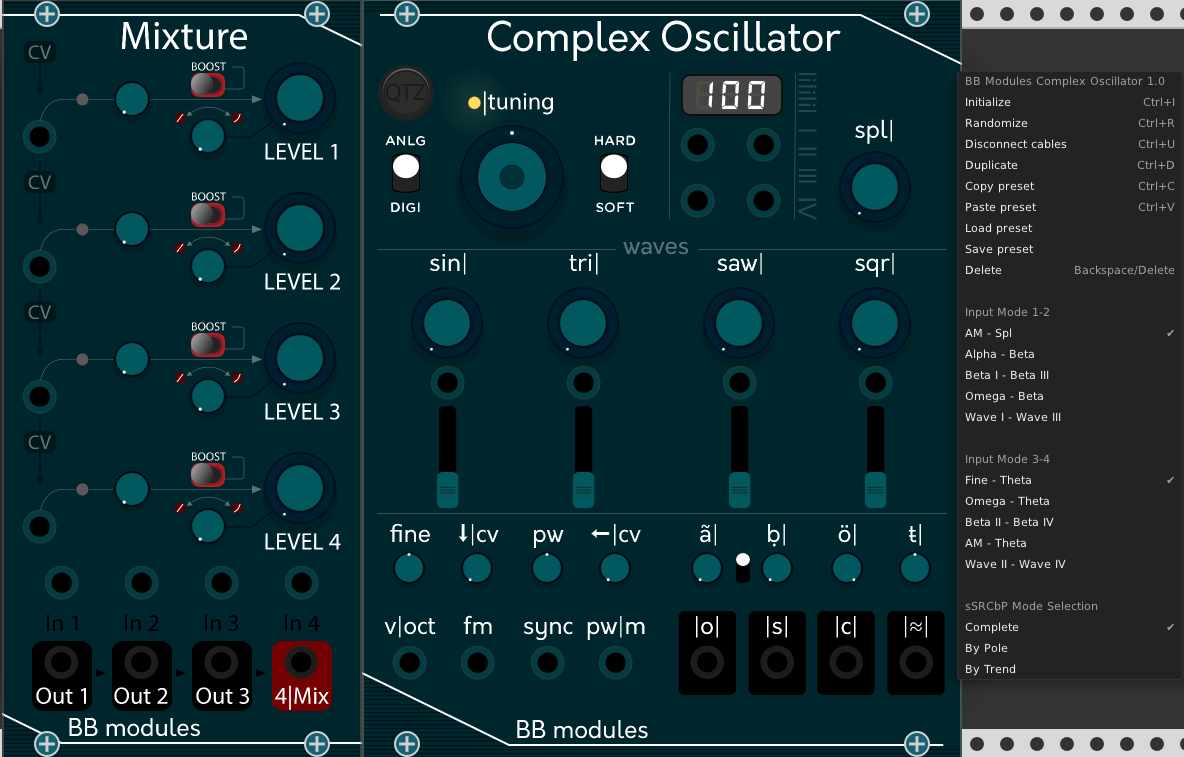 Mixture
CV
BOOST
LEVEL 1
CV
BOOST
LEVEL 2
CV
BOOST
LEVEL 3
CV
BOOST
LEVEL 4
In 1 In 2 In 3 In 4
Out 1 Out 2 Out 3 4|Mix
BB modules
Complex Oscillator
QTZ
|tuning
ANLG
DIGI
HARD
SOFT
100
I
II
III
IV
spl|
waves
sin| tri| saw| sqr|
fine ↓|cv pw ←|cv ã| ḅ| ö| ŧ|
v|oct fm sync pw|m |o| |s| |c| |≈|
BB modules
BB Modules Complex Oscillator 1.0
Initialize Ctrl+I
Randomize Ctrl+R
Disconnect cables Ctrl+U
Duplicate Ctrl+D
Copy preset Ctrl+C
Paste preset Ctrl+V
Load preset
Save preset
Delete Backspace/Delete
Input Mode 1-2
AM - Spl ✔
Alpha - Beta
Beta I - Beta III
Omega - Beta
Wave I - Wave III
Input Mode 3-4
Fine - Theta ✔
Omega - Theta
Beta II - Beta IV
AM - Theta
Wave II - Wave IV
sSRCbP Mode Selection
Complete ✔
By Pole
By Trend